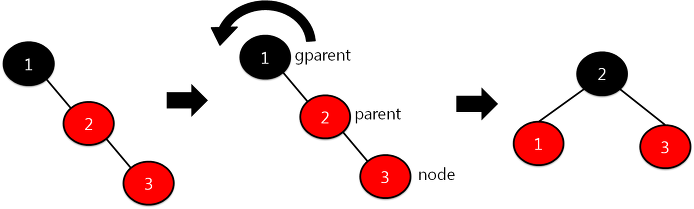 1
2
3
1 gparent
2 parent
3 node
2
1 3